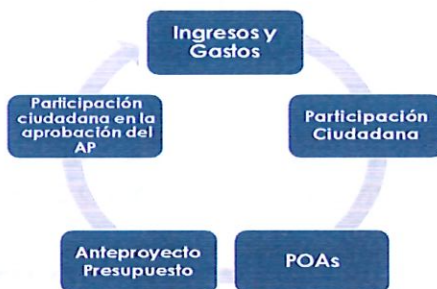 Ingresos y
Gastos
Participación
Ciudadana
POAs
Anteproyecto
Presupuesto
Participación
ciudadana en la
aprobación del
AP